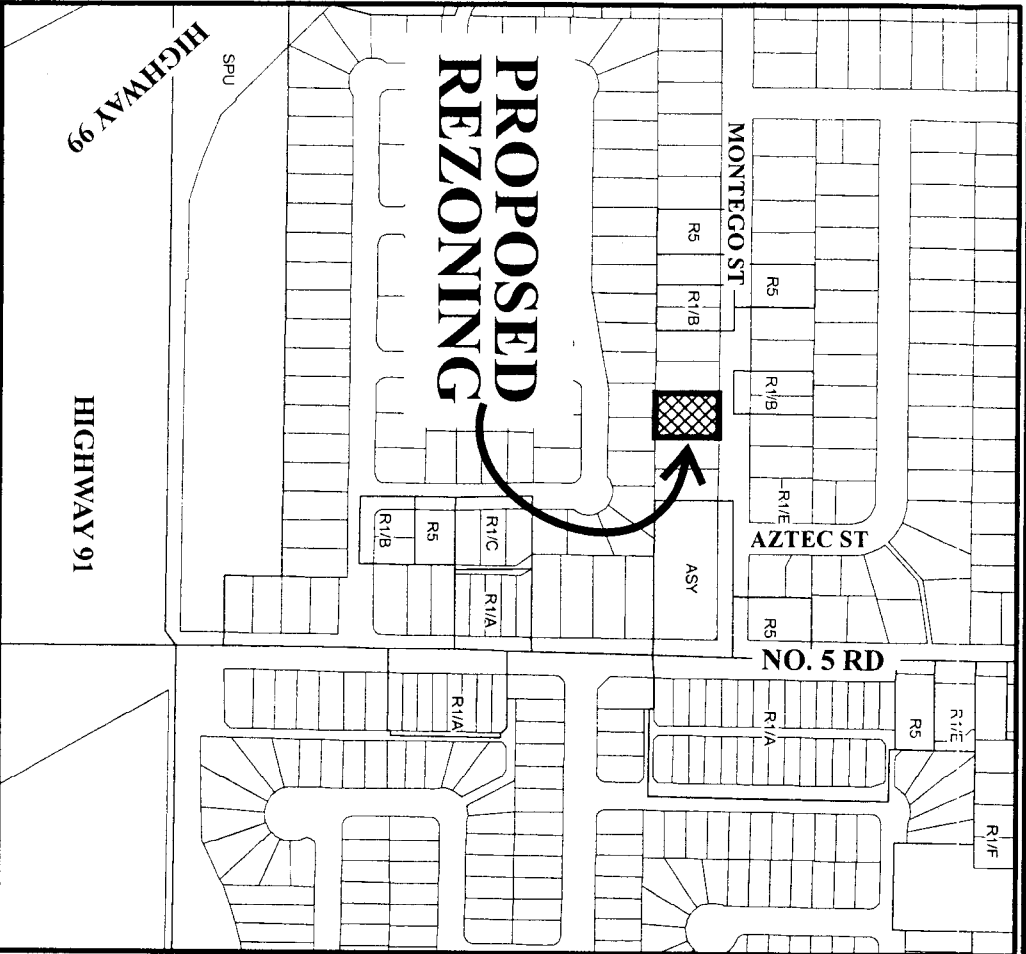 HIGHWAY 99
SPU
PROPOSED
REZONING
MONTEGO ST
R5
R5
R1/B
R1/B
R1/E
AZTEC ST
ASY
R1/C
R5
R1/B
R1/A
R5
NO. 5 RD
HIGHWAY 91
R1/A
R1/A
R5
R1/E
R1/F